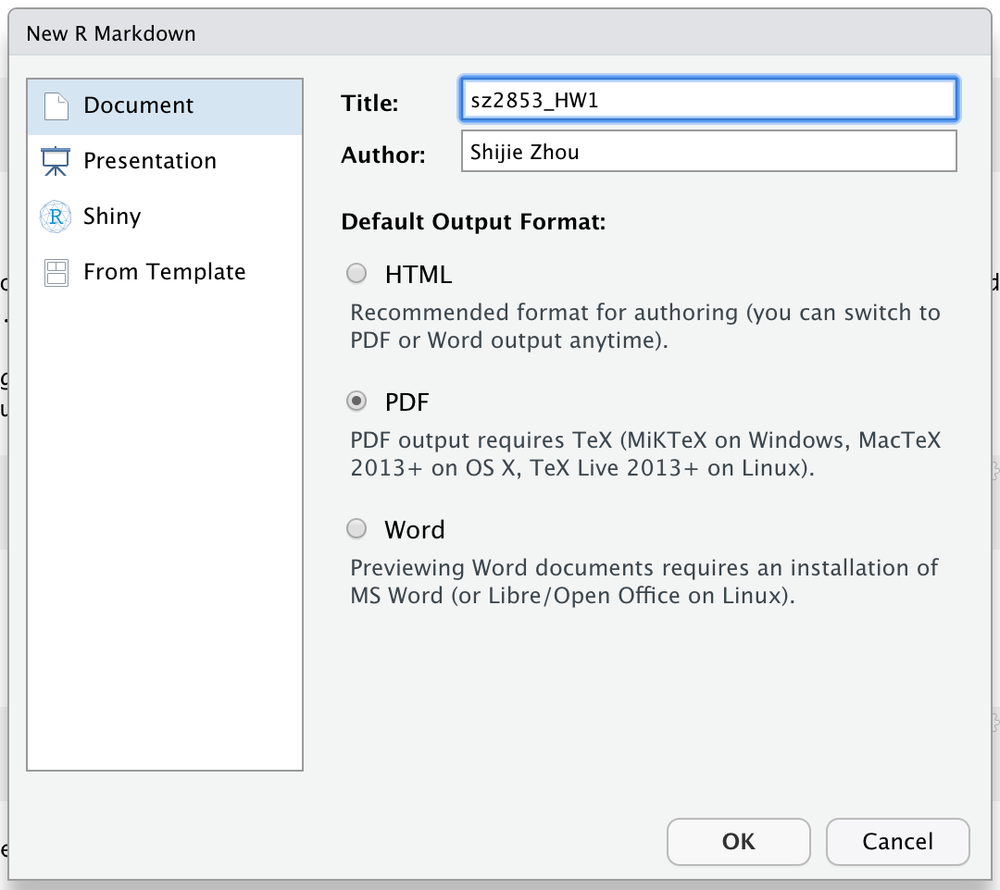 New R Markdown
Document
Presentation
R
Shiny
From Template
Title:
sz2853_HW1
Author:
Shijie Zhou
Default Output Format:
HTML
Recommended format for authoring (you can switch to
PDF or Word output anytime).
PDF
PDF output requires TeX (MiKTeX on Windows, MacTeX
2013+ on OS X, TeX Live 2013+ on Linux).
Word
Previewing Word documents requires an installation of
MS Word (or Libre/Open Office on Linux).
OK
Cancel